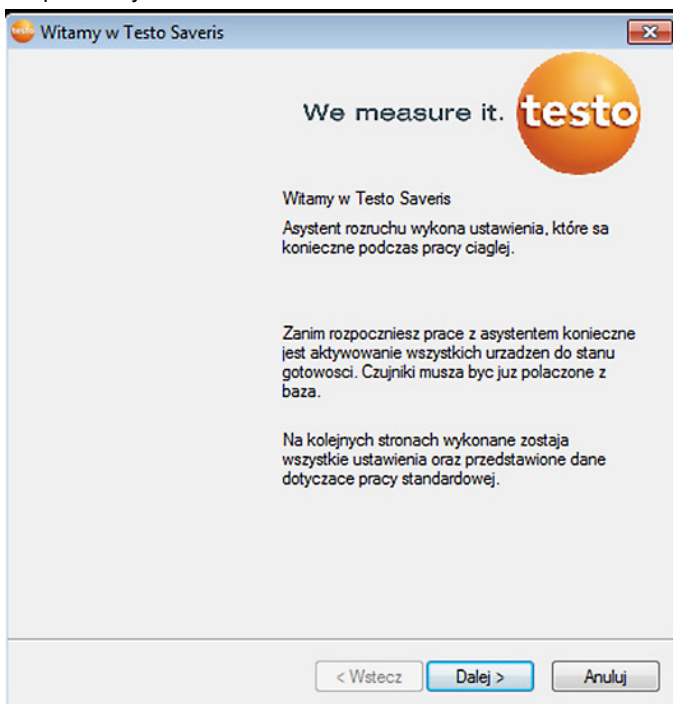 Witamy w Testo Saveris
We measure it. testo
Witamy w Testo Saveris
Asystent rozruchu wykona ustawienia, które sa
konieczne podczas pracy ciaglej.
Zanim rozpoczniesz prace z asystentem konieczne
jest aktywowanie wszystkich urzadzen do stanu
gotowosci. Czujniki musza byc juz polaczone z
baza.
Na kolejnych stronach wykonane zostaja
wszystkie ustawienia oraz przedstawione dane
dotyczace pracy standardowej.
< Wstecz Dalej > Anuluj